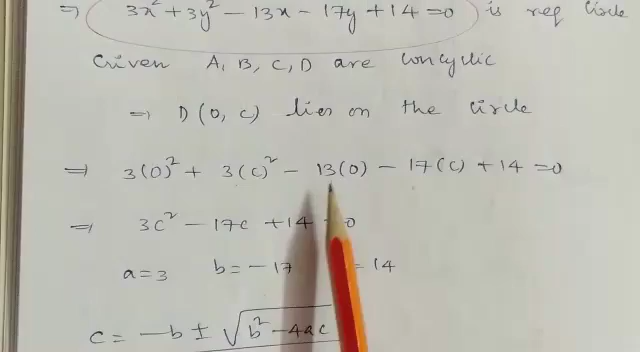 ⇒ 3x² + 3y² - 13x - 17y + 14 = 0 is req Circle
Given A, B, C, D are Concyclic
⇒ D(0, c) lies on the circle
⇒ 3(0)² + 3(c)² - 13(0) - 17(c) + 14 = 0
⇒ 3c² - 17c + 14 = 0
a = 3 b = -17 = 14
c = -b ± √b² - 4ac